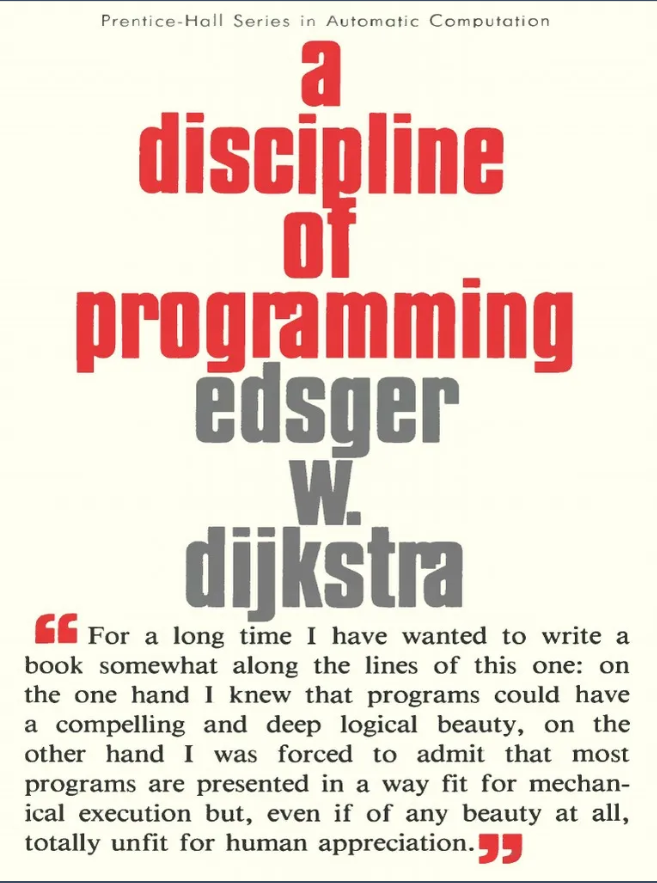 Prentice-Hall Series in Automatic Computation
a
discipline
of
programming
edsger
w.
dijkstra
“For a long time I have wanted to write a
book somewhat along the lines of this one: on
the one hand I knew that programs could have
a compelling and deep logical beauty, on the
other hand I was forced to admit that most
programs are presented in a way fit for mechan-
ical execution but, even if of any beauty at all,
totally unfit for human appreciation.”